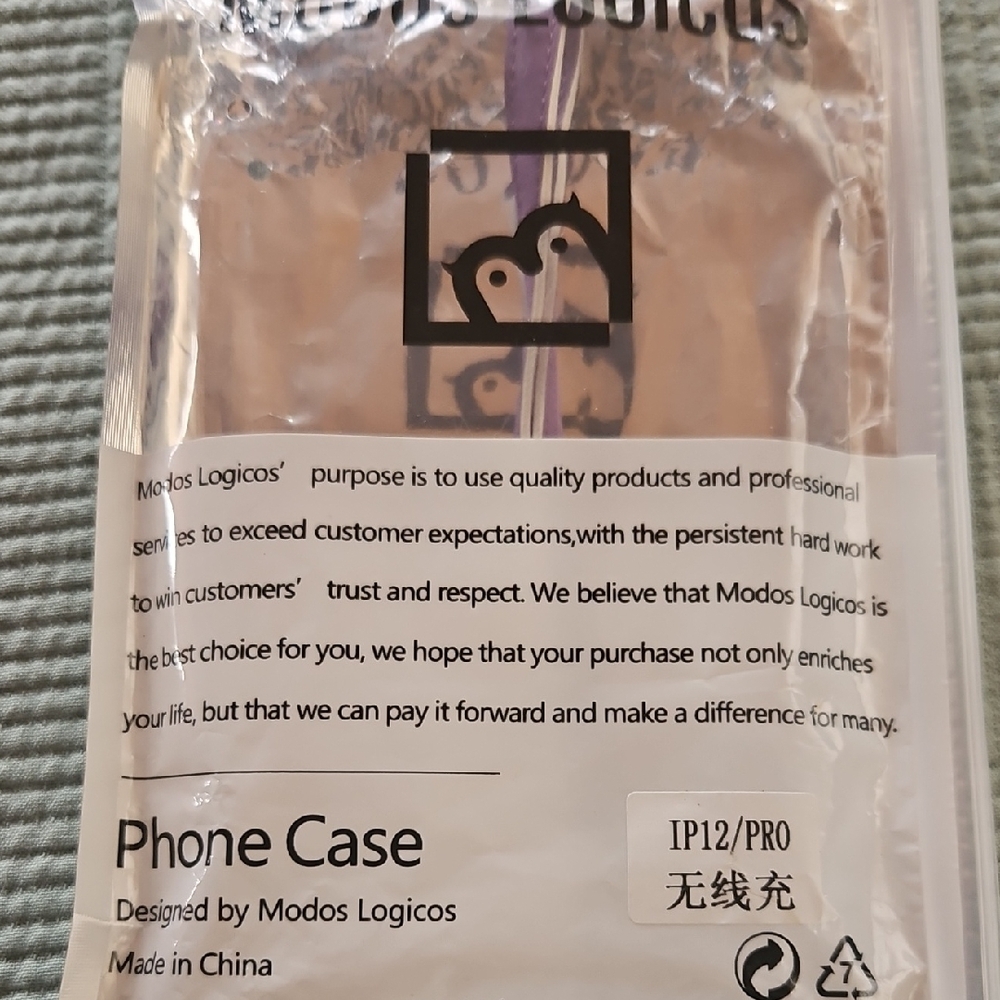 Modos Logicos
Modos Logicos' purpose is to use quality products and professional
services to exceed customer expectations,with the persistent hard work
to win customers' trust and respect. We believe that Modos Logicos is
the best choice for you, we hope that your purchase not only enriches
your life, but that we can pay it forward and make a difference for many.
Phone Case
Designed by Modos Logicos
Made in China
IP12/PRO
无线充
7